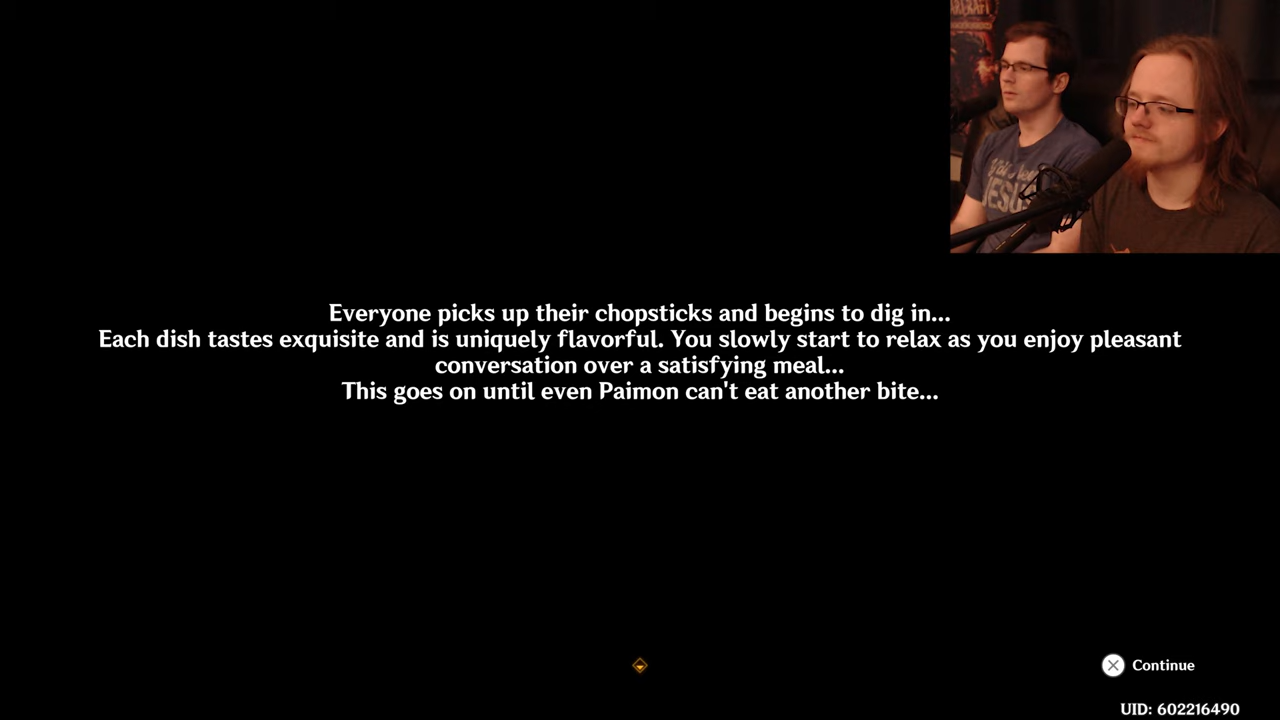 Everyone picks up their chopsticks and begins to dig in...
Each dish tastes exquisite and is uniquely flavorful. You slowly start to relax as you enjoy pleasant
conversation over a satisfying meal...
This goes on until even Paimon can't eat another bite...
JESUS
Continue
UID: 602216490